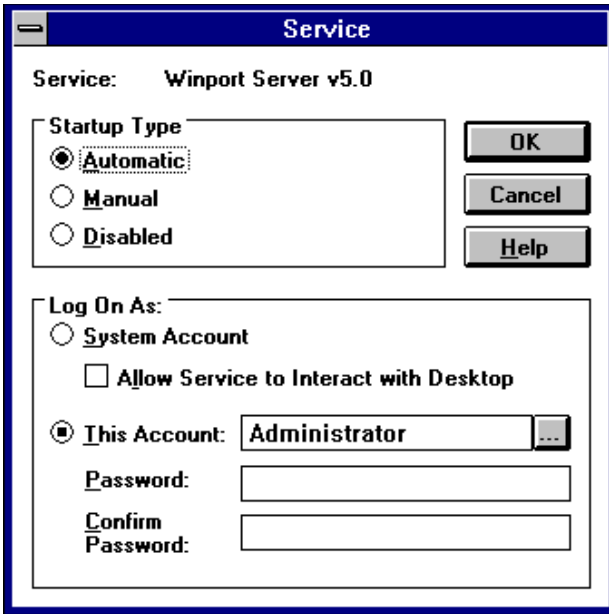 Service
Service: Winport Server v5.0
Startup Type
Automatic
Manual
Disabled
OK
Cancel
Help
Log On As:
System Account
Allow Service to Interact with Desktop
This Account: Administrator ...
Password:
Confirm
Password: